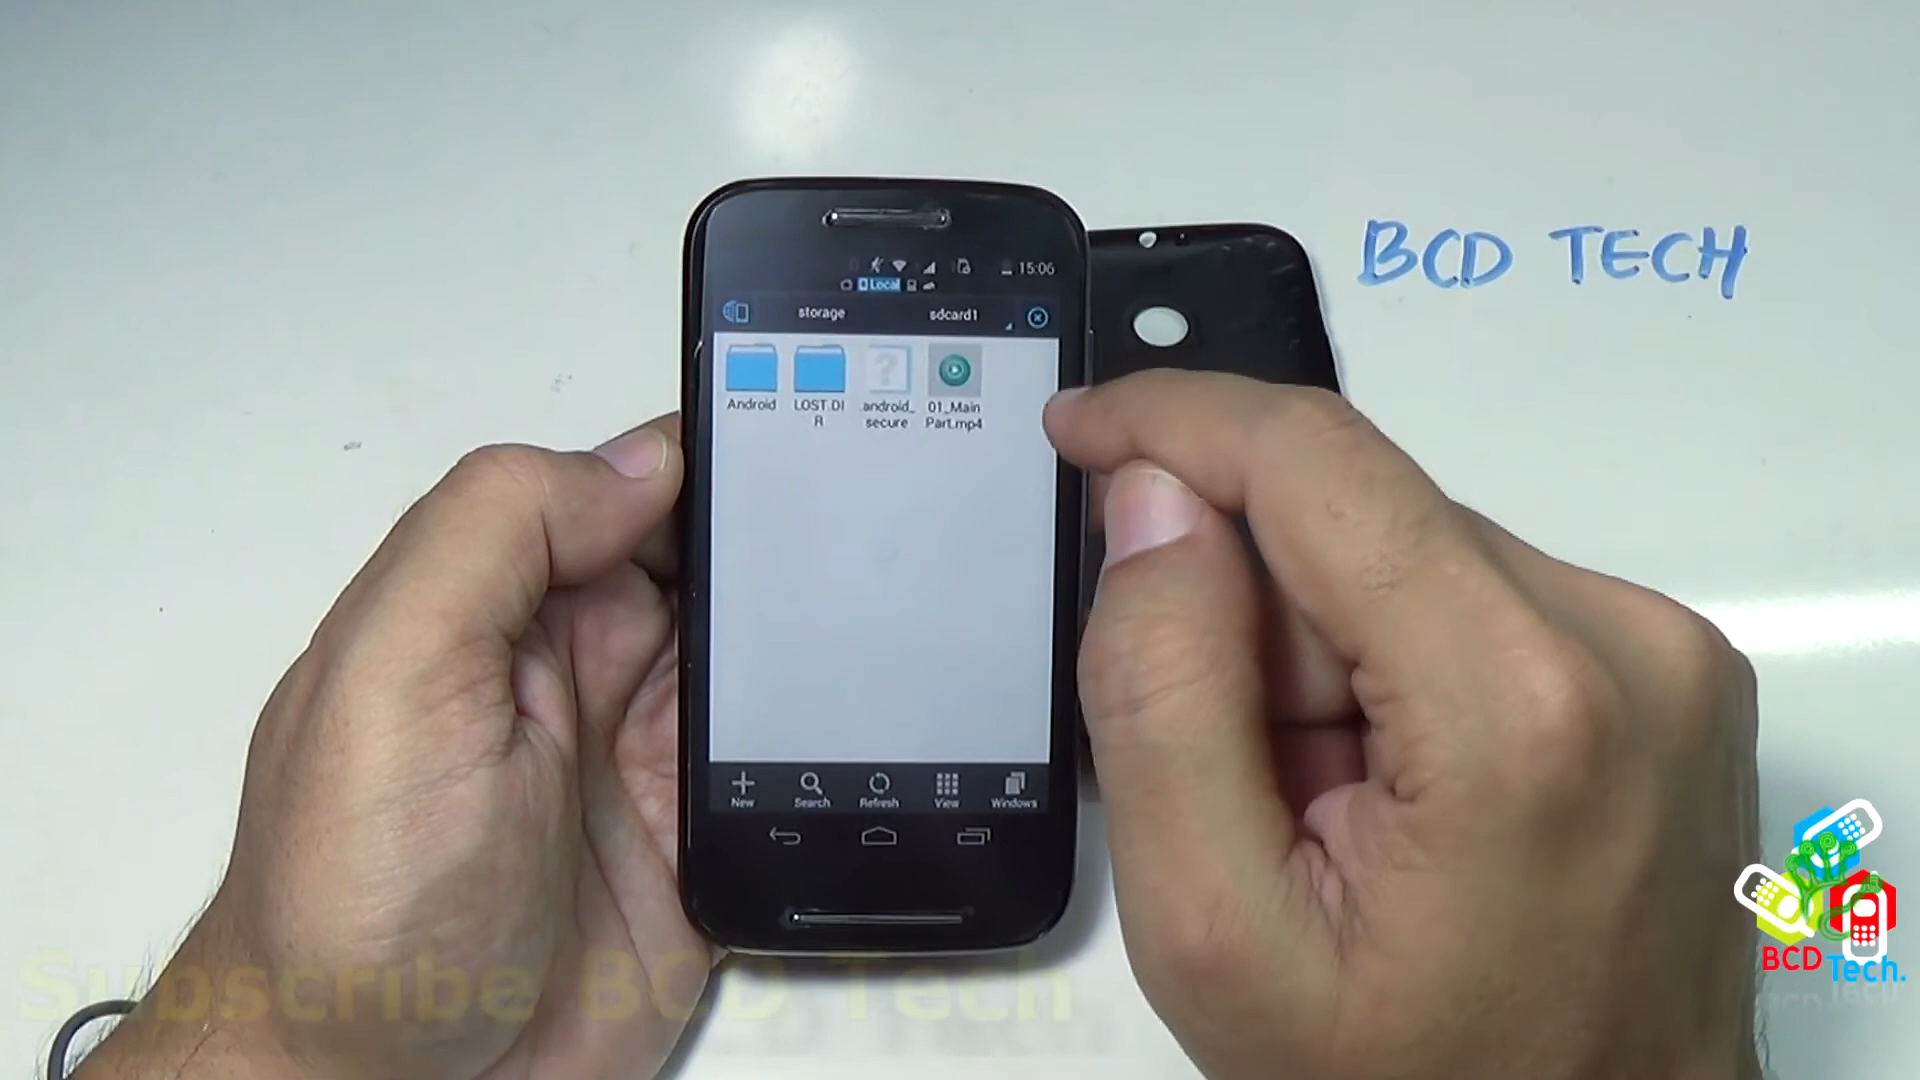 BCD TECH
15:06
Local
storage
sdcard1
Android
LOST.DI
R
.android_
secure
01_Main
Part.mp4
New
Search
Refresh
View
Windows
BCD Tech.
Subscribe BCD Tech